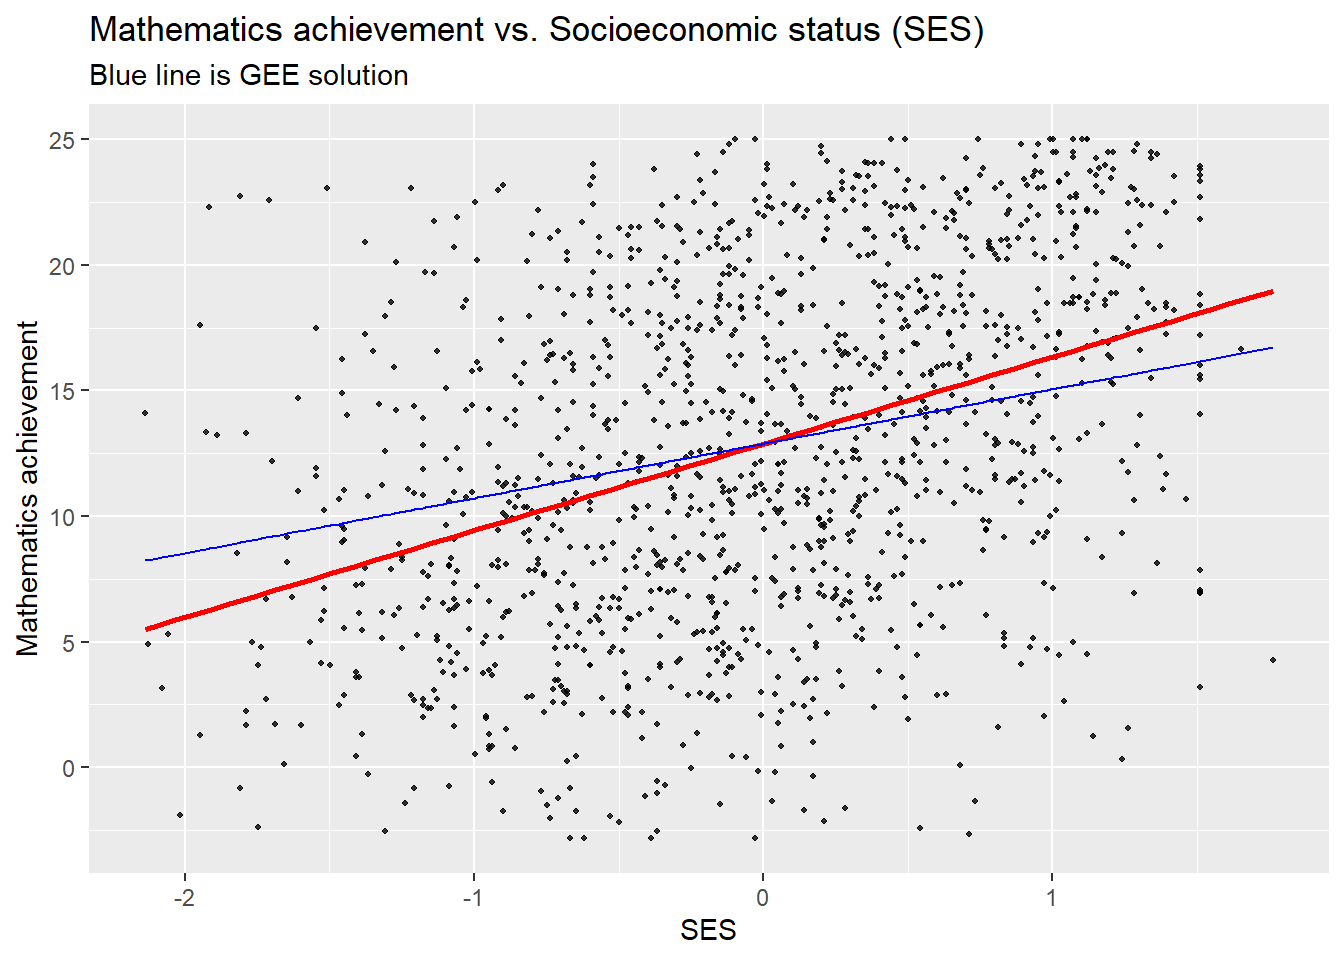 Mathematics achievement vs. Socioeconomic status (SES)
Blue line is GEE solution
25
20
15
10
5
0
Mathematics achievement
-2
-1
0
1
SES